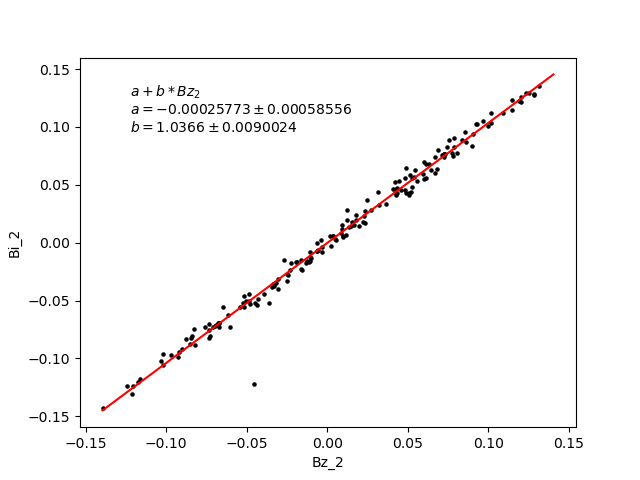 a + b * Bz₂
a = −0.00025773 ± 0.00058556
b = 1.0366 ± 0.0090024
0.15
0.10
0.05
0.00
−0.05
−0.10
−0.15
Bi_2
−0.15 −0.10 −0.05 0.00 0.05 0.10 0.15
Bz_2